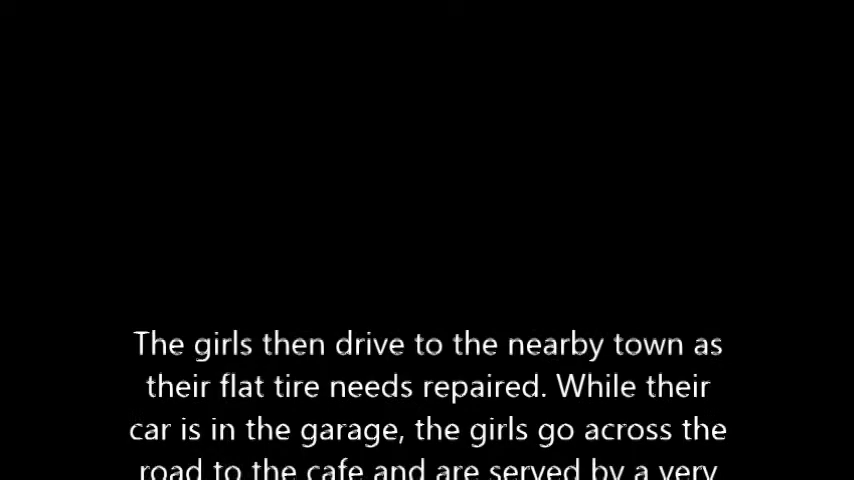 The girls then drive to the nearby town as
their flat tire needs repaired. While their
car is in the garage, the girls go across the
road to the cafe and are served by a very